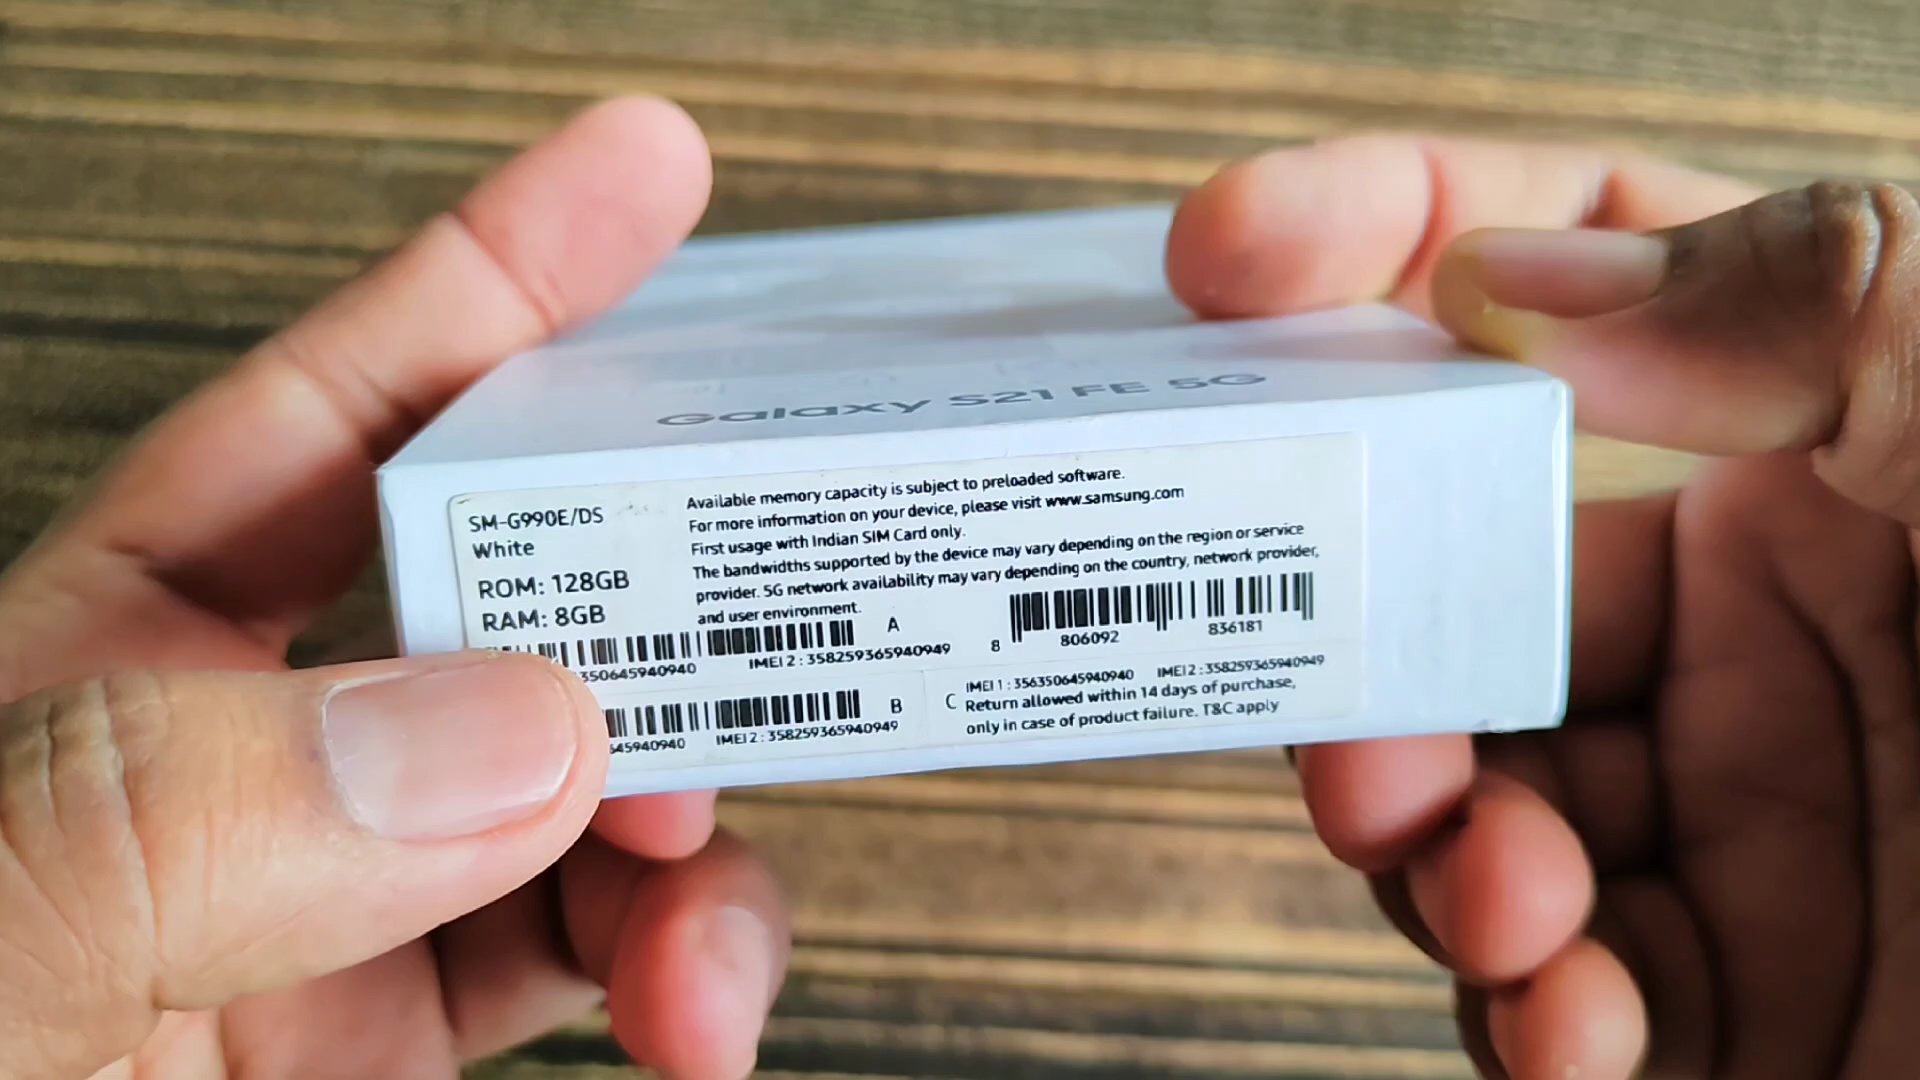 Galaxy S21 FE 5G
SM-G990E/DS
White
ROM: 128GB
RAM: 8GB
Available memory capacity is subject to preloaded software.
For more information on your device, please visit www.samsung.com
First usage with Indian SIM Card only.
The bandwidths supported by the device may vary depending on the region or service
provider. 5G network availability may vary depending on the country, network provider,
and user environment.
A
350645940940 IMEI 2 : 358259365940949
8 806092 836181
B
645940940 IMEI 2 : 358259365940949
C
IMEI 1 : 356350645940940 IMEI 2 : 358259365940949
Return allowed within 14 days of purchase,
only in case of product failure. T&C apply